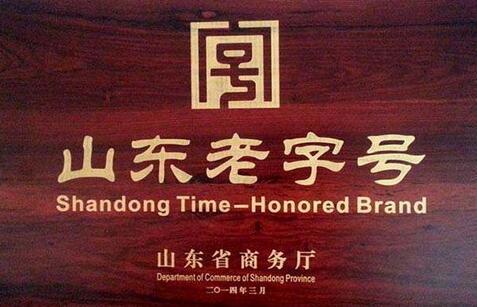 山东老字号
Shandong Time-Honored Brand
山东省商务厅
Department of Commerce of Shandong Province
二〇一四年三月